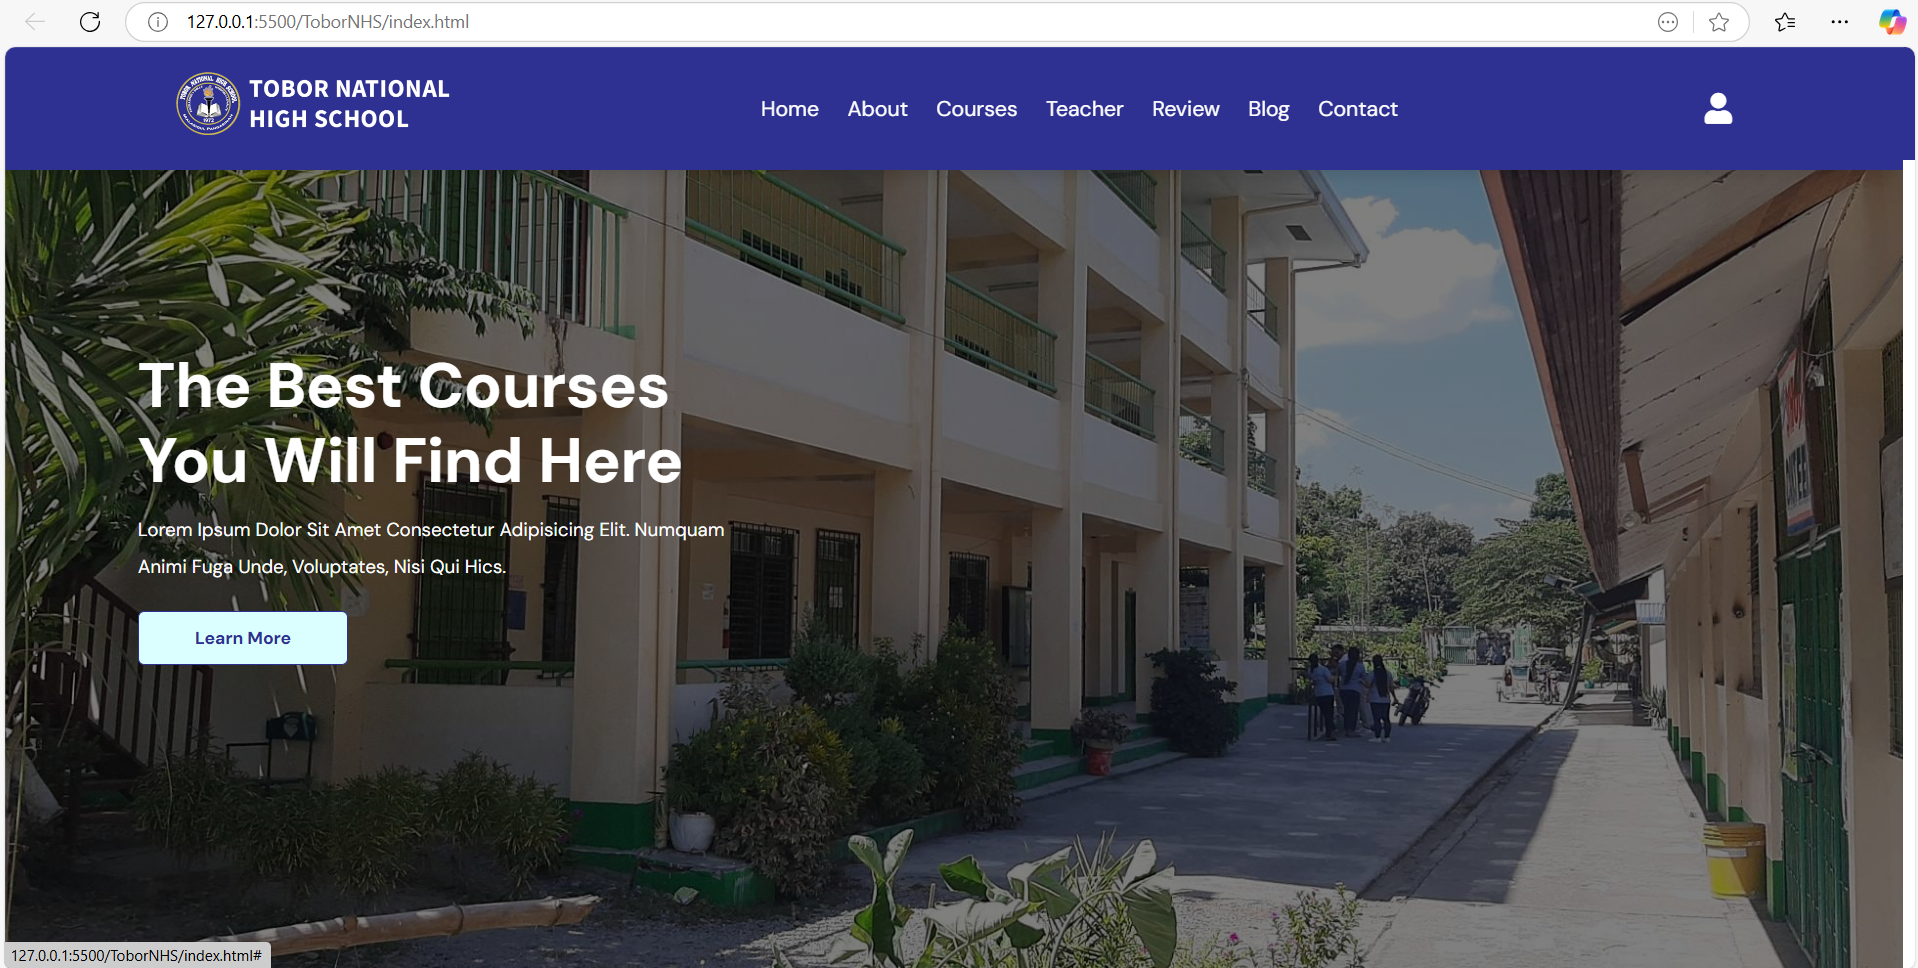 127.0.0.1:5500/ToborNHS/index.html
TOBOR NATIONAL
HIGH SCHOOL
Home About Courses Teacher Review Blog Contact
The Best Courses
You Will Find Here
Lorem Ipsum Dolor Sit Amet Consectetur Adipisicing Elit. Numquam
Animi Fuga Unde, Voluptates, Nisi Qui Hics.
Learn More
127.0.0.1:5500/ToborNHS/index.html#